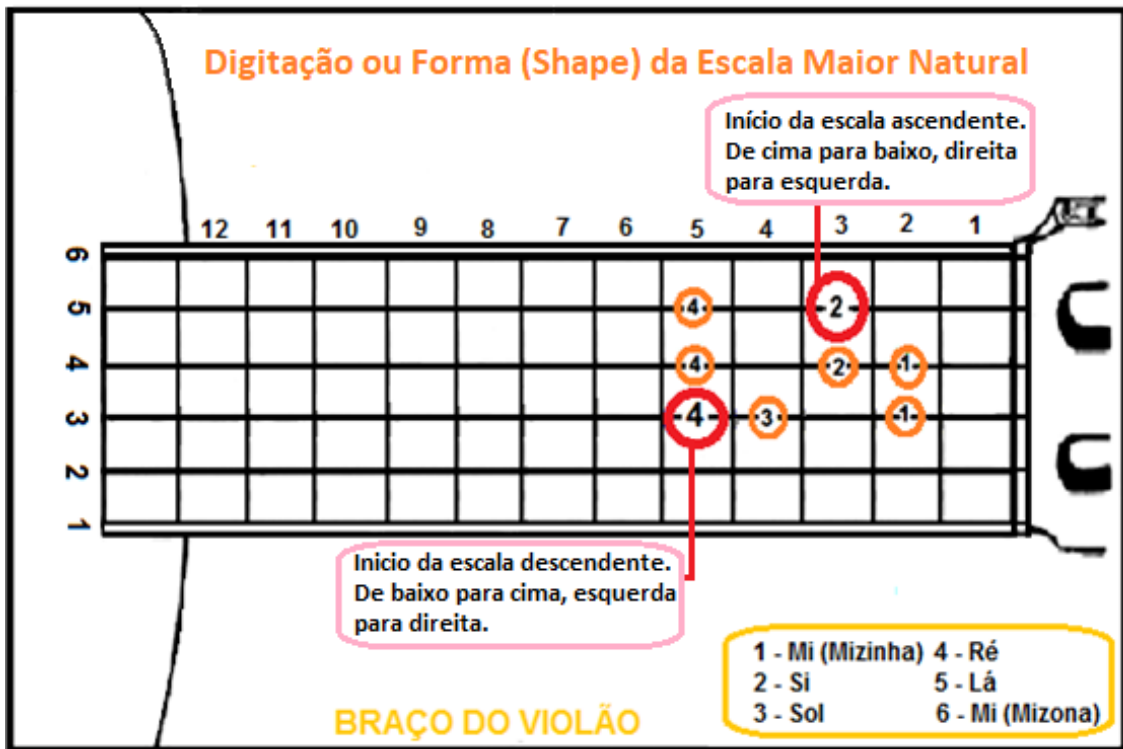 Digitação ou Forma (Shape) da Escala Maior Natural
Início da escala ascendente.
De cima para baixo, direita
para esquerda.
12 11 10 9 8 7 6 5 4 3 2 1
6
5 4 2
4 4 2 1
3 4 3 1
2
1
Inicio da escala descendente.
De baixo para cima, esquerda
para direita.
1 - Mi (Mizinha) 4 - Ré
2 - Si 5 - Lá
3 - Sol 6 - Mi (Mizona)
BRAÇO DO VIOLÃO